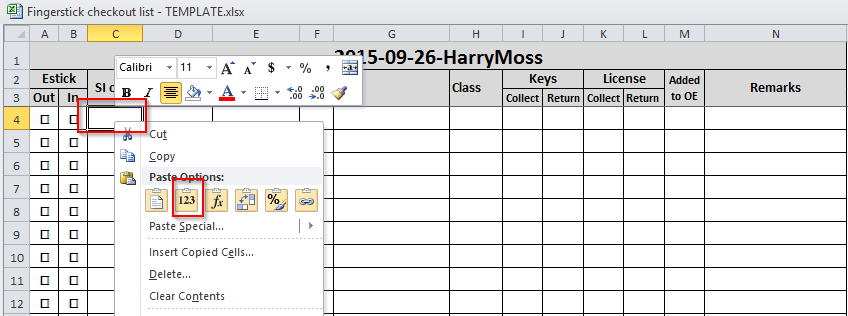 Fingerstick checkout list - TEMPLATE.xlsx
A B C D E F G H I J K L M N
1 2015-09-26-HarryMoss
Calibri 11 A A $ % ,
B I A .00
2 Estick SI c Class Keys License Added to OE Remarks
3 Out In Collect Return Collect Return
4
Cut
5
Copy
6
Paste Options:
7
123 fx %
8
Paste Special...
9
Insert Copied Cells...
10
Delete...
11
Clear Contents
12